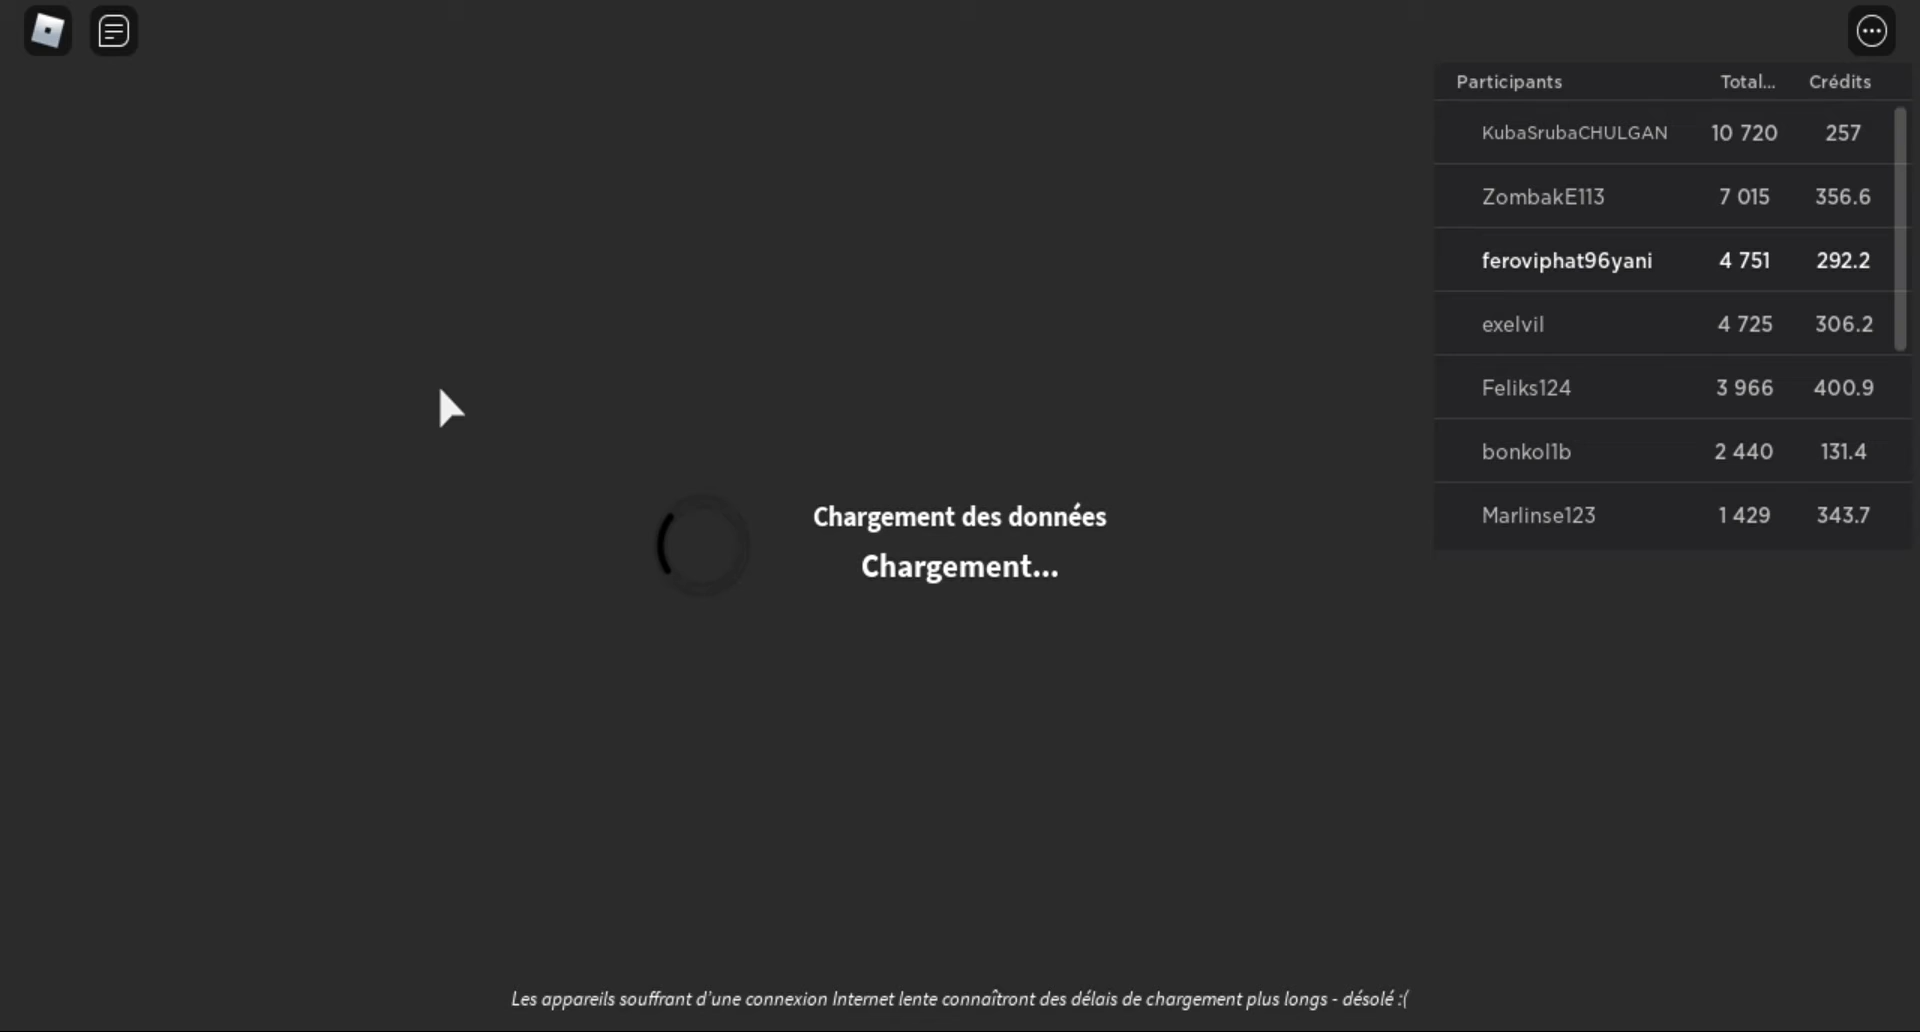 Participants Total... Crédits
KubaSrubaCHULGAN 10 720 257
ZombakE113 7 015 356.6
feroviphat96yani 4 751 292.2
exelvil 4 725 306.2
Feliks124 3 966 400.9
bonkol1b 2 440 131.4
Marlinse123 1 429 343.7
Chargement des données
Chargement...
Les appareils souffrant d'une connexion Internet lente connaîtront des délais de chargement plus longs - désolé :(